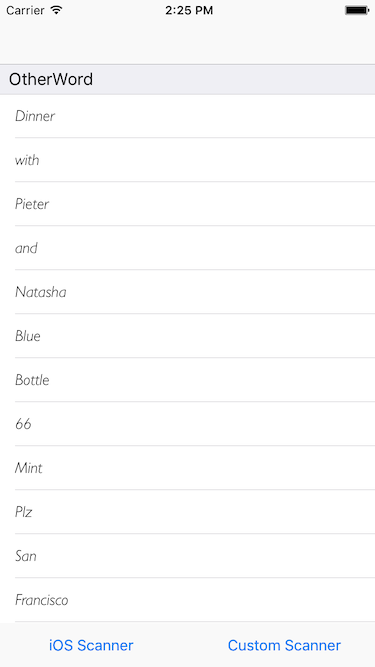 Carrier 2:25 PM
OtherWord
Dinner
with
Pieter
and
Natasha
Blue
Bottle
66
Mint
Plz
San
Francisco
iOS Scanner Custom Scanner